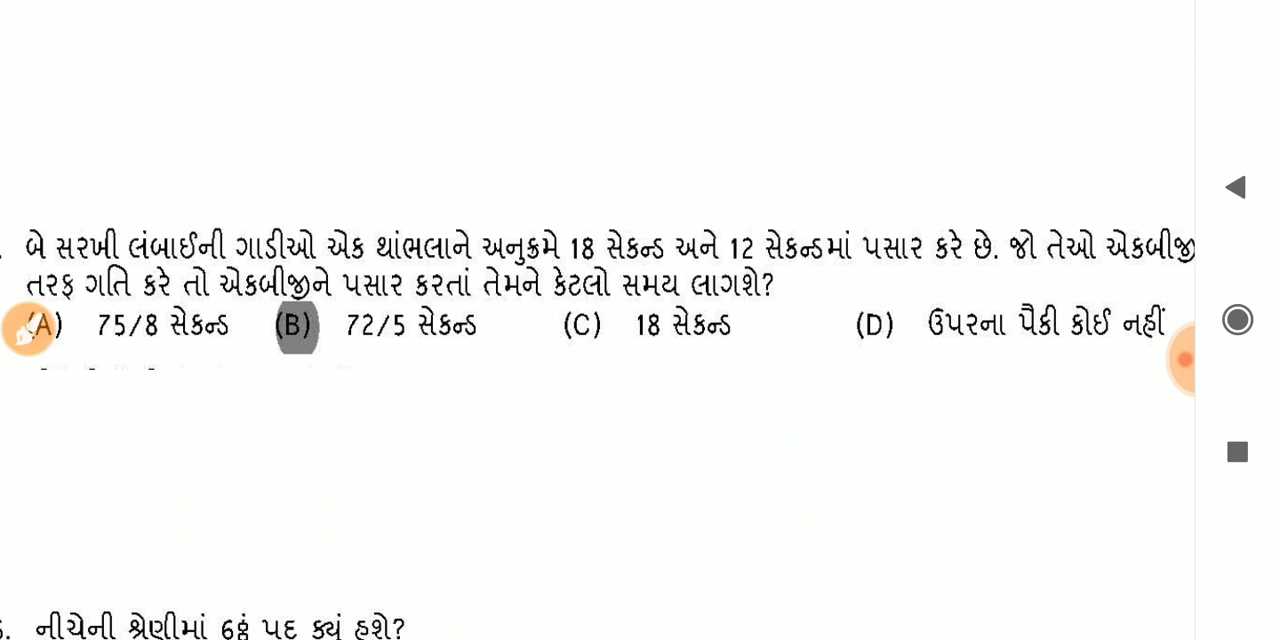 બે સરખી લંબાઈની ગાડીઓ એક થાંભલાને અનુક્રમે 18 સેકન્ડ અને 12 સેકન્ડમાં પસાર કરે છે. જો તેઓ એકબીજી
તરફ ગતિ કરે તો એકબીજીને પસાર કરતાં તેમને કેટલો સમય લાગશે?
(A) 75/8 સેકન્ડ (B) 72/5 સેકન્ડ (C) 18 સેકન્ડ (D) ઉપરના પૈકી કોઈ નહીં
નીચેની શ્રેણીમાં 6ઠ્ઠું પદ ક્યું હશે?